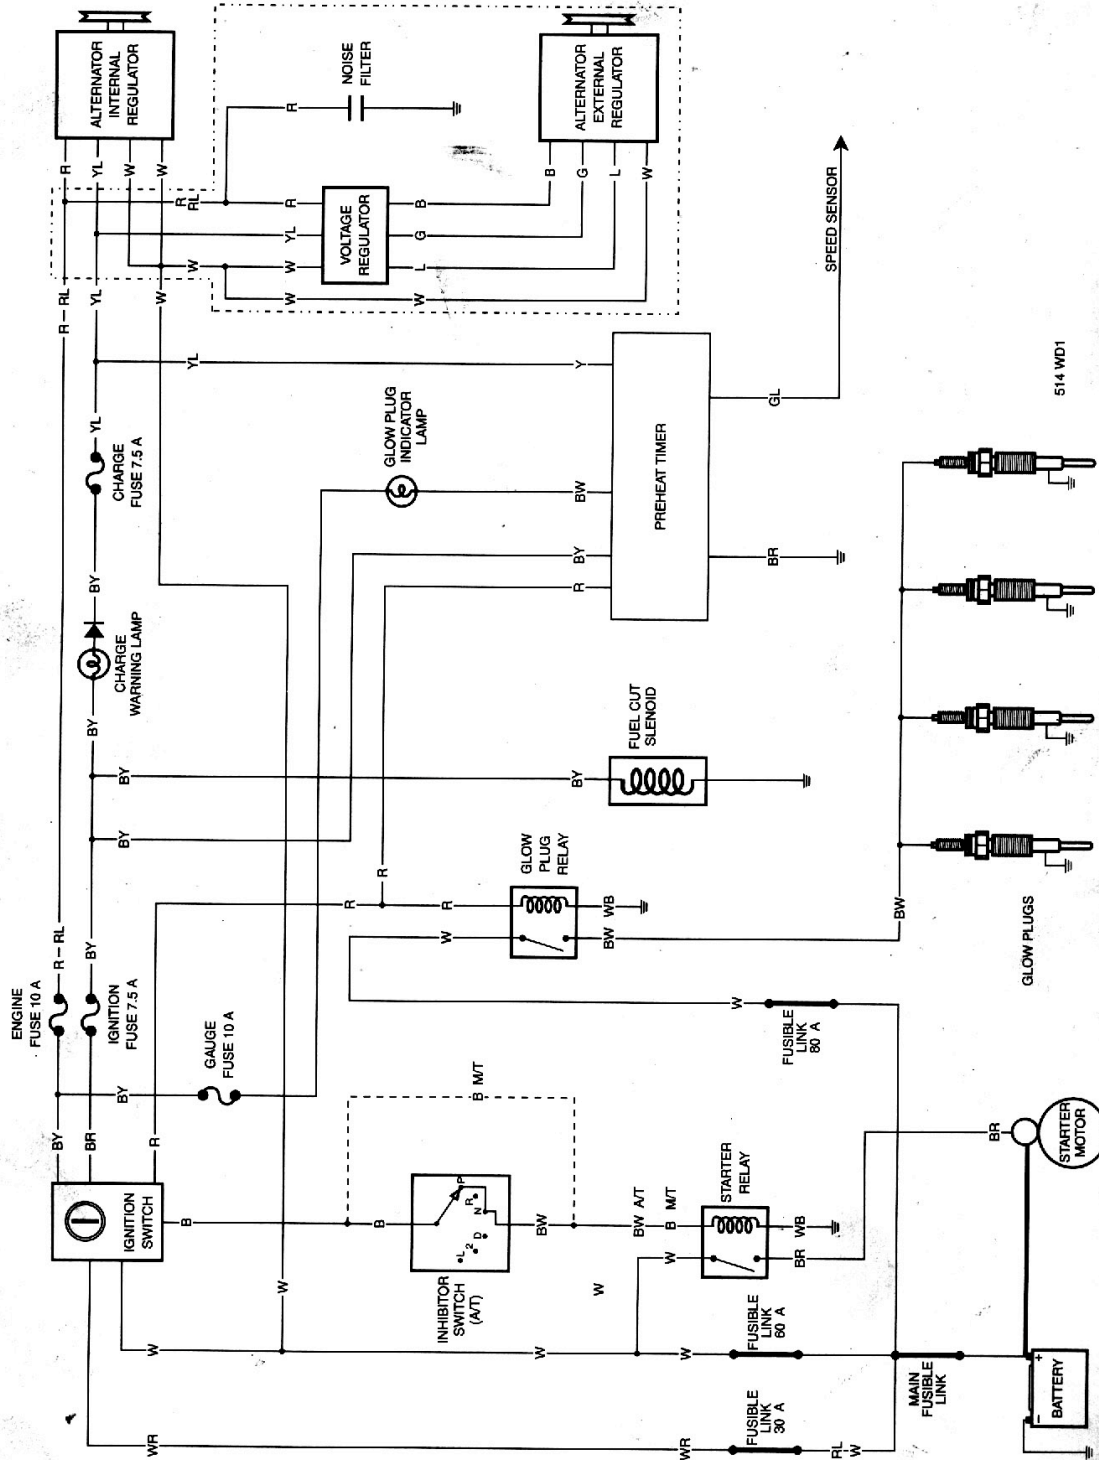 ENGINE
FUSE 10 A
BY
R – RL
R – RL
R
ALTERNATOR
INTERNAL
REGULATOR
BR
IGNITION
FUSE 7.5 A
BY
BY
CHARGE
WARNING LAMP
BY
CHARGE
FUSE 7.5 A
YL
YL
YL
IGNITION
SWITCH
BY
BY
BY
W
W
W
WR
W
R
B
GAUGE
FUSE 10 A
YL
W
R
RL
W
W
R
YL
W
W
R
NOISE
FILTER
VOLTAGE
REGULATOR
R
R
GLOW PLUG
INDICATOR
LAMP
B
B M/T
INHIBITOR
SWITCH
(A/T)
L
2
D
N
R
P
B
G
L
W
R
W
GLOW
PLUG
RELAY
BW
W
BW
WB
BY
R
BY
BW
Y
B
G
L
W
ALTERNATOR
EXTERNAL
REGULATOR
W
FUEL CUT
SLENOID
PREHEAT TIMER
BW A/T
B M/T
W
STARTER
RELAY
WR
W
W
FUSIBLE
LINK
30 A
FUSIBLE
LINK
60 A
FUSIBLE
LINK
80 A
BR
WB
BR
GL
SPEED SENSOR
RL
W
BW
MAIN
FUSIBLE
LINK
BR
GLOW PLUGS
BATTERY
–
+
STARTER
MOTOR
514 WD1